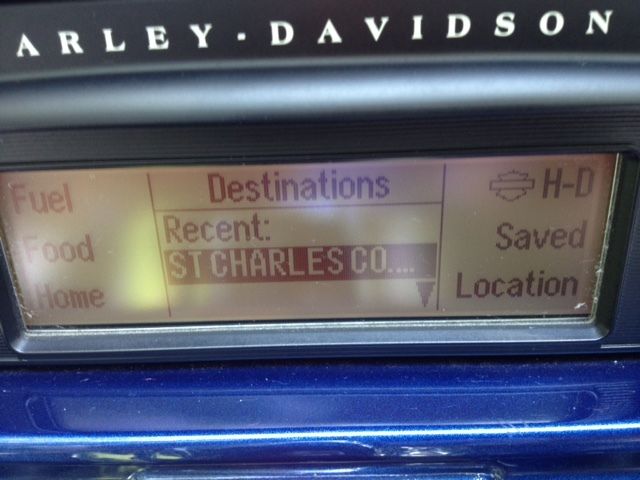 ARLEY-DAVIDSON
Fuel
Food
Home
Destinations
Recent:
ST CHARLES CO....
H-D
Saved
Location